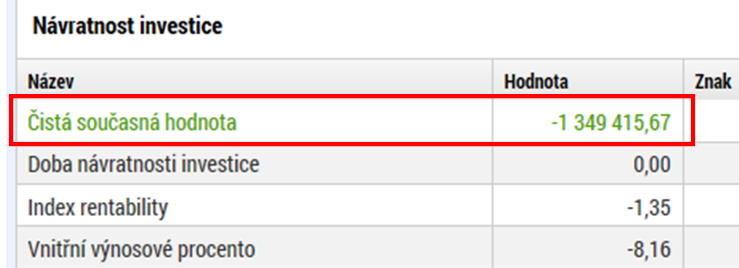 Návratnost investice
Název Hodnota Znak
Čistá současná hodnota -1 349 415,67
Doba návratnosti investice 0,00
Index rentability -1,35
Vnitřní výnosové procento -8,16